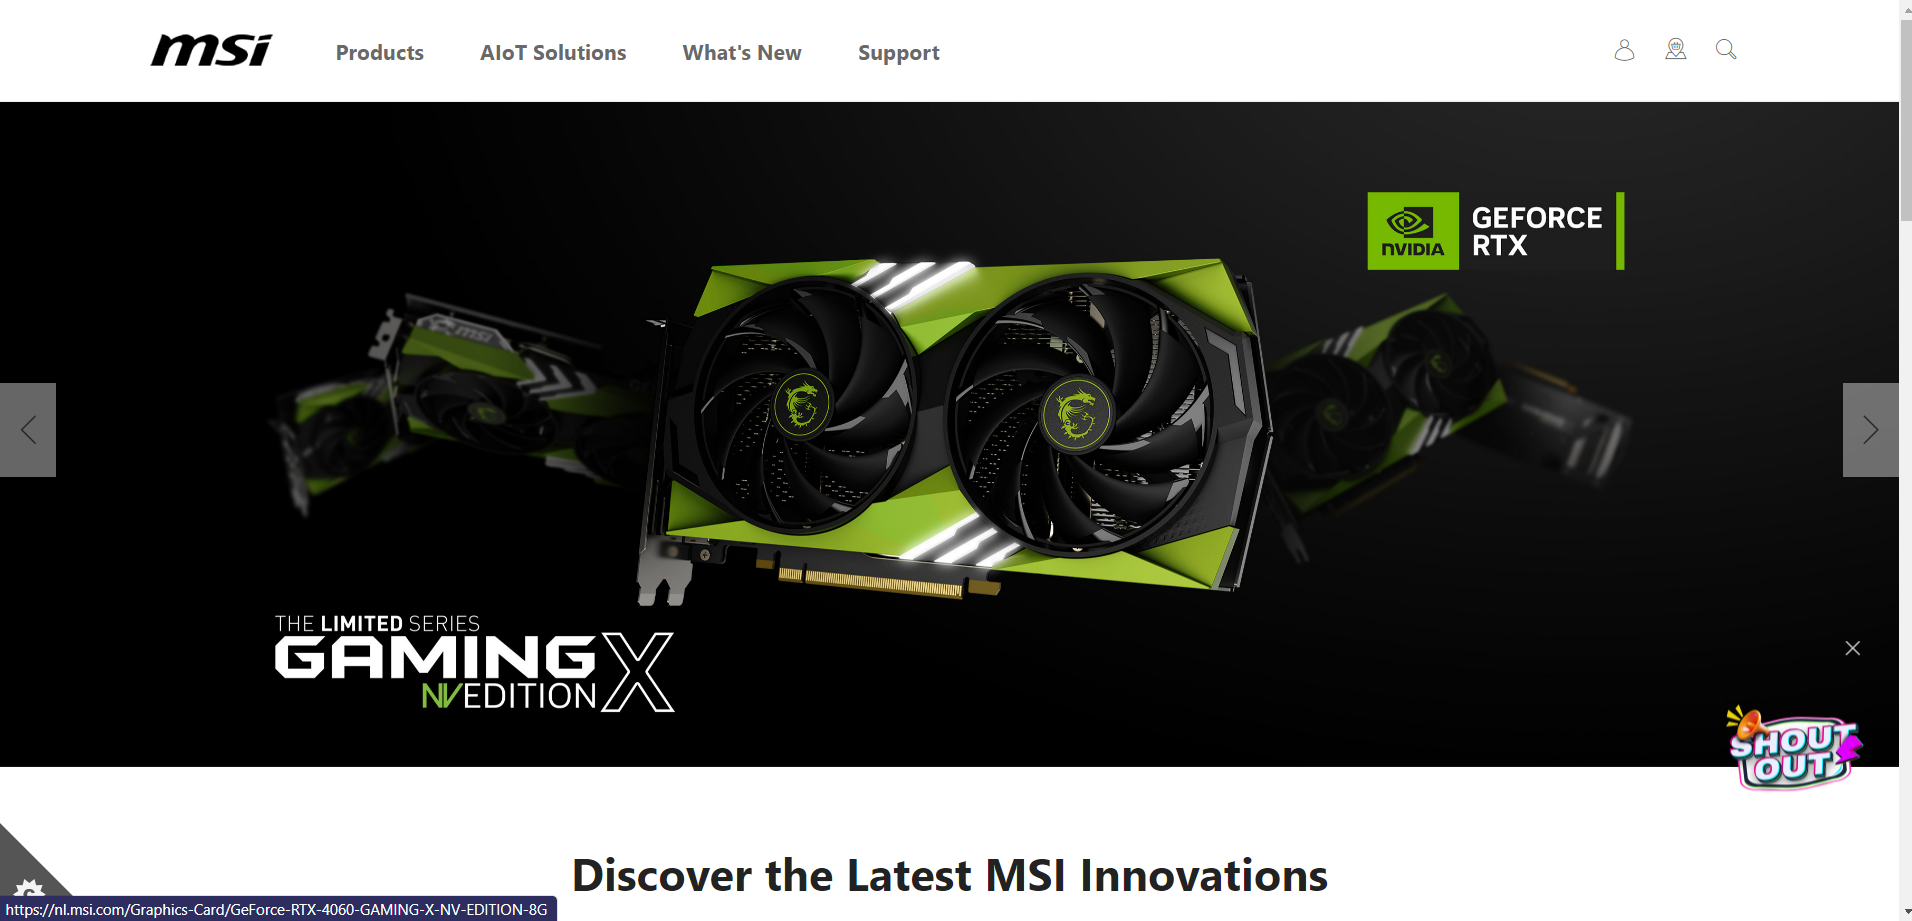 msi
Products
AIoT Solutions
What's New
Support
NVIDIA
GEFORCE
RTX
msi
THE LIMITED SERIES
GAMING X
NV EDITION
SHOUT
OUT
Discover the Latest MSI Innovations
https://nl.msi.com/Graphics-Card/GeForce-RTX-4060-GAMING-X-NV-EDITION-8G